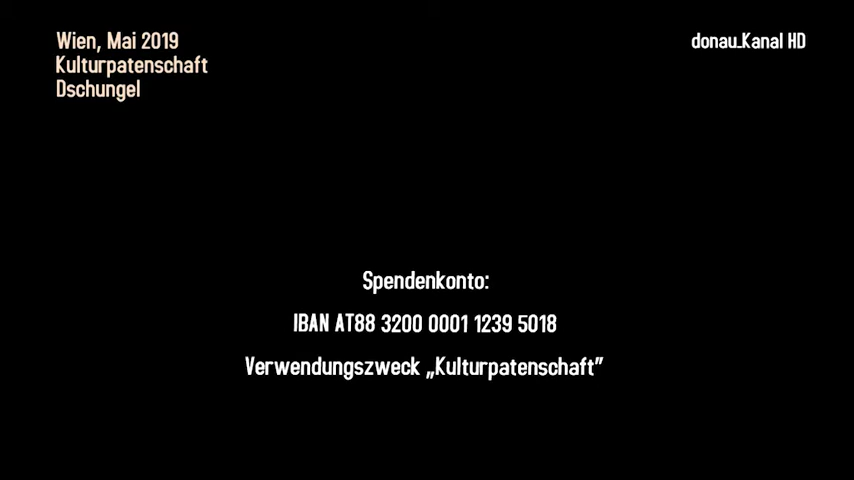 Wien, Mai 2019
Kulturpatenschaft
Dschungel
donau_Kanal HD
Spendenkonto:
IBAN AT88 3200 0001 1239 5018
Verwendungszweck „Kulturpatenschaft”